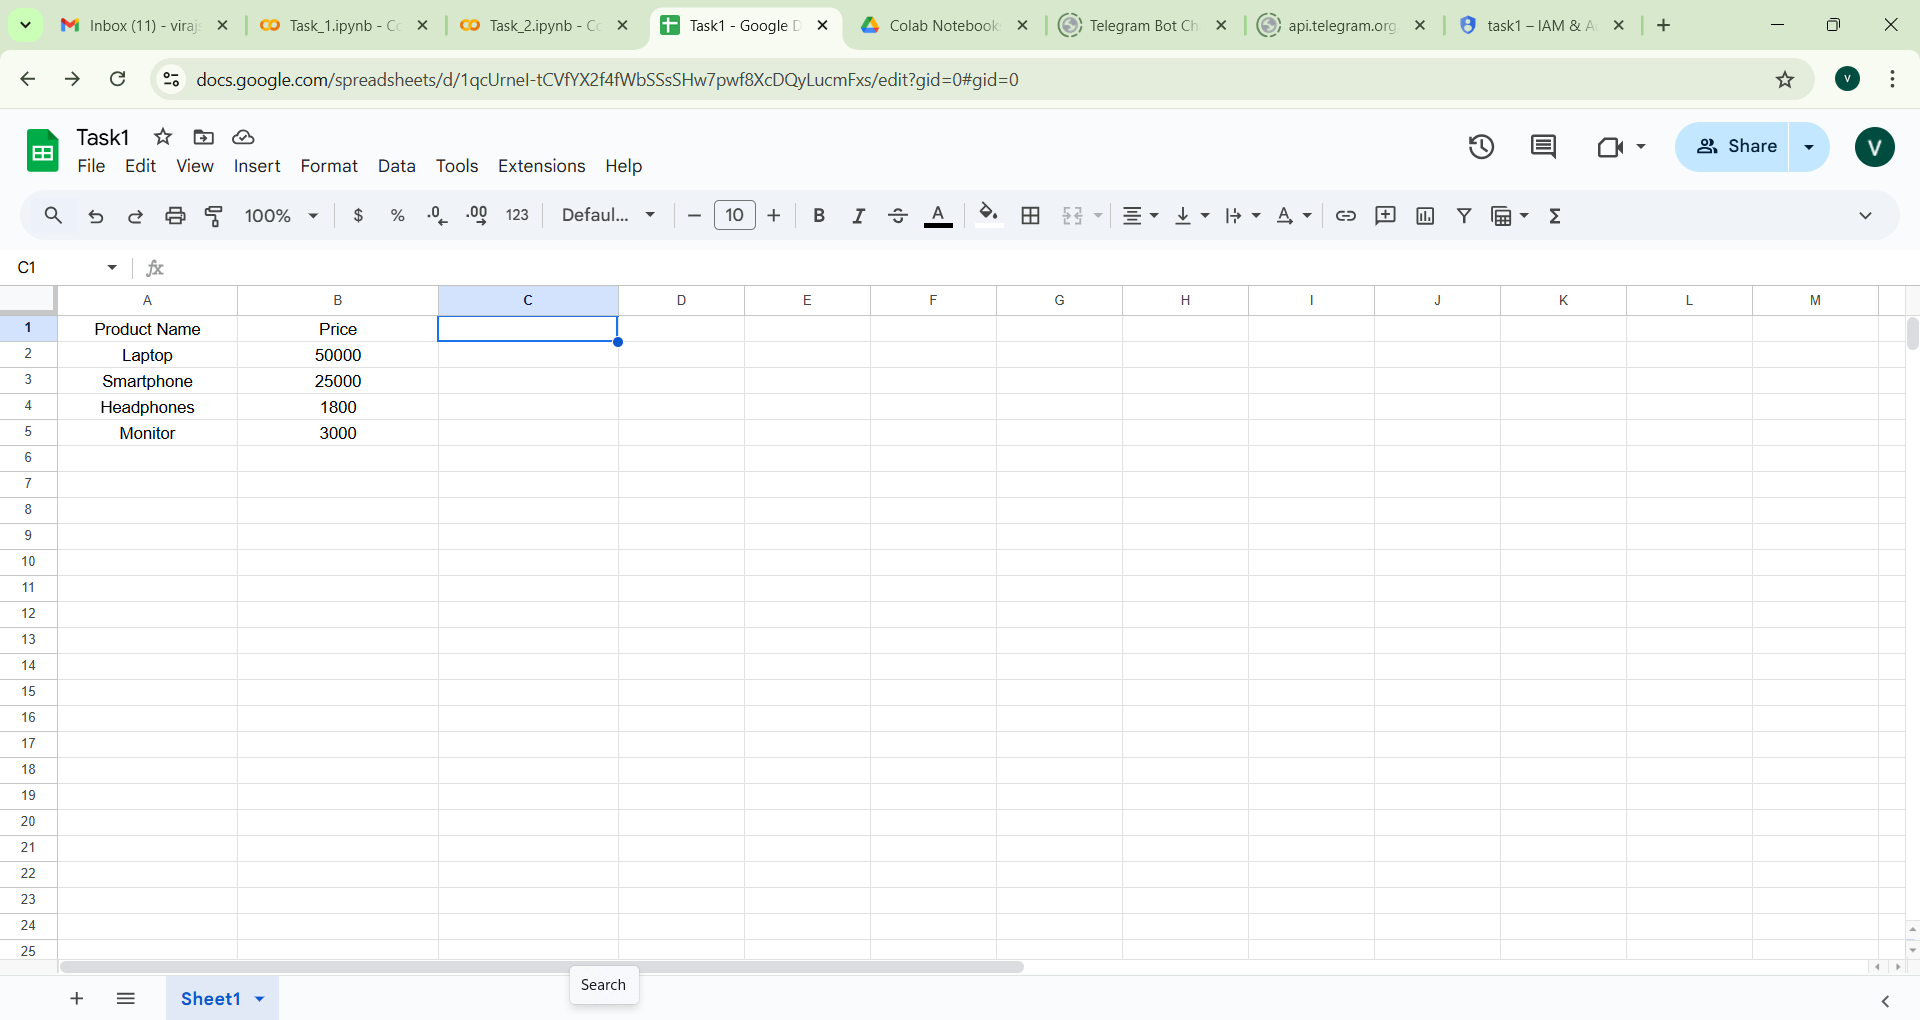 Inbox (11) - viraj
Task_1.ipynb - Co
Task_2.ipynb - Co
Task1 - Google D
Colab Notebook
Telegram Bot Ch
api.telegram.org
task1 – IAM & A
docs.google.com/spreadsheets/d/1qcUrnel-tCVfYX2f4fWbSSsSHw7pwf8XcDQyLucmFxs/edit?gid=0#gid=0
V
Task1
File Edit View Insert Format Data Tools Extensions Help
Share
V
100%
$ % .0 .00 123
Defaul...
10
B I S A
Σ
C1
fx
A B C D E F G H I J K L M
1 Product Name Price
2 Laptop 50000
3 Smartphone 25000
4 Headphones 1800
5 Monitor 3000
6
7
8
9
10
11
12
13
14
15
16
17
18
19
20
21
22
23
24
25
Search
Sheet1